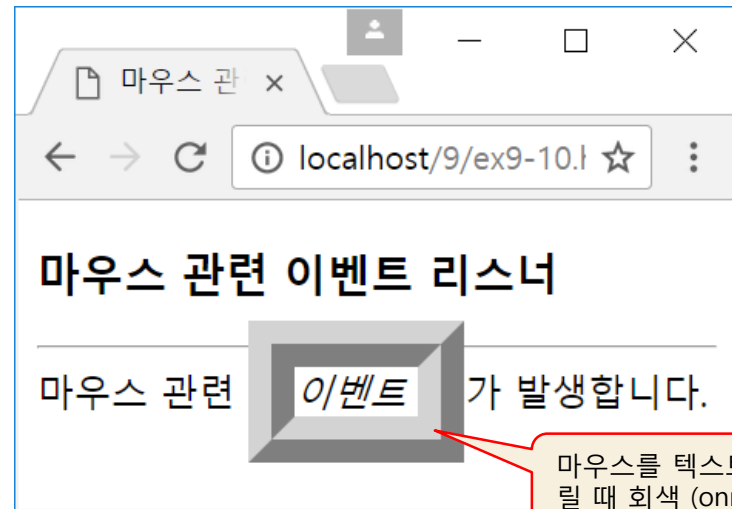 마우스 관
localhost/9/ex9-10.h
마우스 관련 이벤트 리스너
마우스 관련 이벤트 가 발생합니다.
마우스를 텍스트
릴 때 회색 (onm